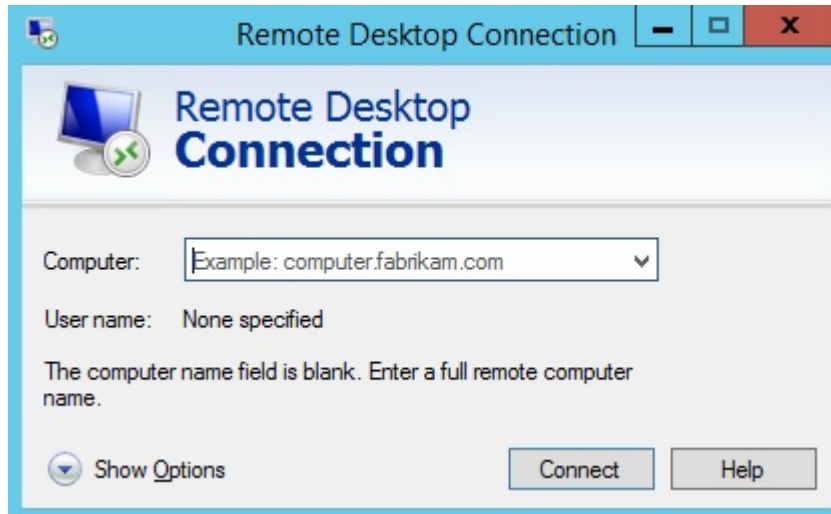 Remote Desktop Connection
Remote Desktop
Connection
Computer: Example: computer.fabrikam.com
User name: None specified
The computer name field is blank. Enter a full remote computer
name.
Show Options Connect Help